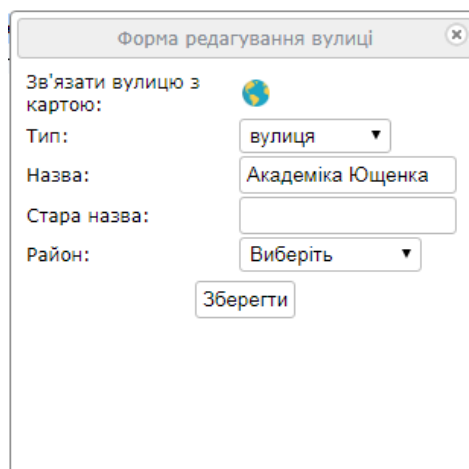 Форма редагування вулиці
Зв'язати вулицю з
картою:
Тип: вулиця
Назва: Академіка Ющенка
Стара назва:
Район: Виберіть
Зберегти